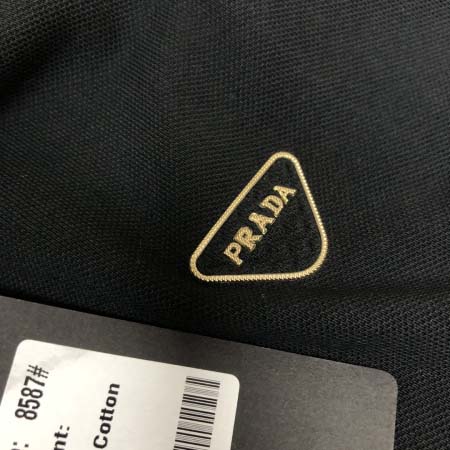 PRADA
: 8587#
nt:
Cotton